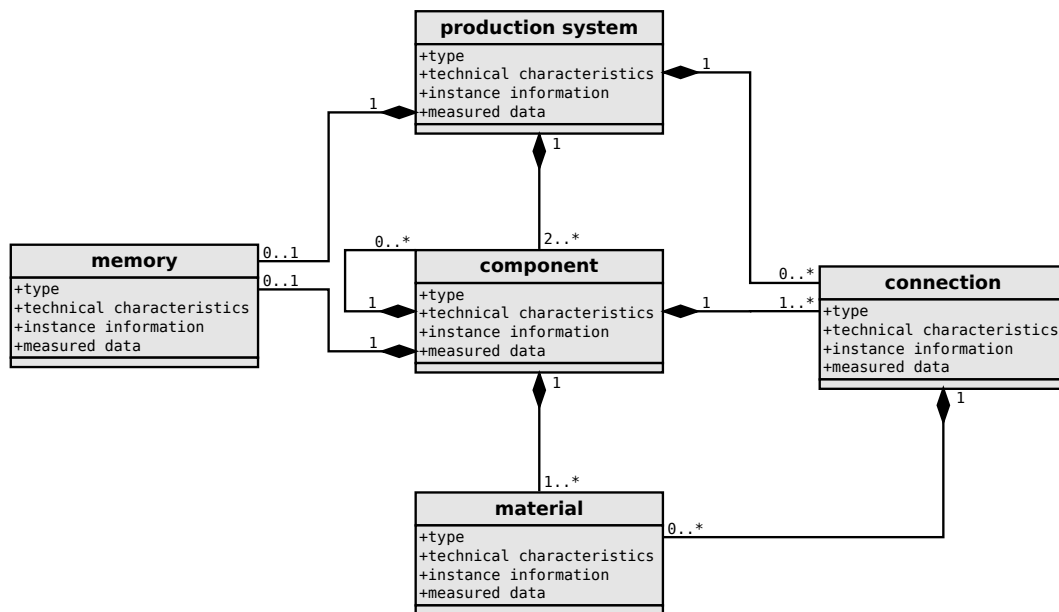 production system
+type
+technical characteristics
+instance information
+measured data
1
1
1
0..1
0..1
memory
+type
+technical characteristics
+instance information
+measured data
0..*
1
1
2..*
component
+type
+technical characteristics
+instance information
+measured data
1
1
0..*
1..*
connection
+type
+technical characteristics
+instance information
+measured data
1
1..*
0..*
material
+type
+technical characteristics
+instance information
+measured data